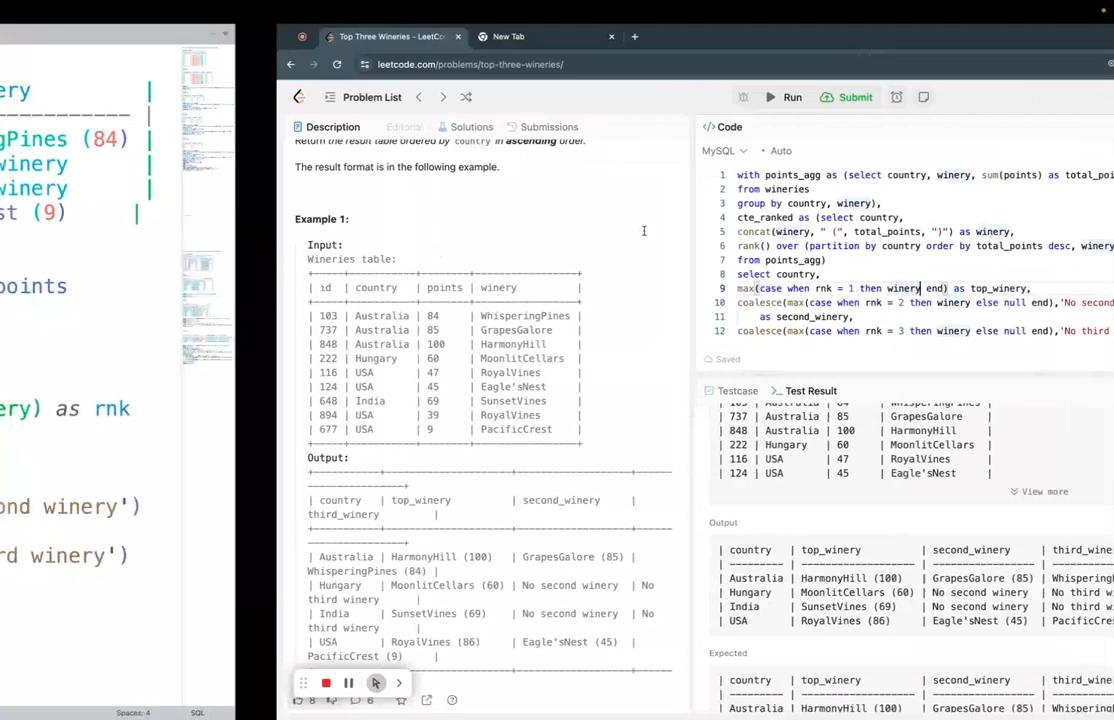 ery |
------------ |
gPines (84) |
winery |
winery |
st (9) |
points
ery) as rnk
ond winery')
rd winery')
Spaces: 4 SQL
Top Three Wineries - LeetCo
New Tab
leetcode.com/problems/top-three-wineries/
Problem List
Run
Submit
Description
Editorial
Solutions
Submissions
Return the result table ordered by country in ascending order.
The result format is in the following example.
Example 1:
Input:
Wineries table:
+-----+-----------+--------+-----------------+
| id | country | points | winery |
+-----+-----------+--------+-----------------+
| 103 | Australia | 84 | WhisperingPines |
| 737 | Australia | 85 | GrapesGalore |
| 848 | Australia | 100 | HarmonyHill |
| 222 | Hungary | 60 | MoonlitCellars |
| 116 | USA | 47 | RoyalVines |
| 124 | USA | 45 | Eagle'sNest |
| 648 | India | 69 | SunsetVines |
| 894 | USA | 39 | RoyalVines |
| 677 | USA | 9 | PacificCrest |
+-----+-----------+--------+-----------------+
Output:
+-----------+---------------------+-------------------+------
----------------+
| country | top_winery | second_winery |
third_winery |
+-----------+---------------------+-------------------+------
----------------+
| Australia | HarmonyHill (100) | GrapesGalore (85) |
WhisperingPines (84) |
| Hungary | MoonlitCellars (60) | No second winery | No
third winery |
| India | SunsetVines (69) | No second winery | No
third winery |
| USA | RoyalVines (86) | Eagle'sNest (45) |
PacificCrest (9) |
8
6
Code
MySQL
Auto
1 with points_agg as (select country, winery, sum(points) as total_poi
2 from wineries
3 group by country, winery),
4 cte_ranked as (select country,
5 concat(winery, " (", total_points, ")") as winery,
6 rank() over (partition by country order by total_points desc, winery
7 from points_agg)
8 select country,
9 max(case when rnk = 1 then winery end) as top_winery,
10 coalesce(max(case when rnk = 2 then winery else null end),'No second
11 as second_winery,
12 coalesce(max(case when rnk = 3 then winery else null end),'No third
Saved
Testcase
Test Result
| 103 | Australia | 84 | WhisperingPines |
| 737 | Australia | 85 | GrapesGalore |
| 848 | Australia | 100 | HarmonyHill |
| 222 | Hungary | 60 | MoonlitCellars |
| 116 | USA | 47 | RoyalVines |
| 124 | USA | 45 | Eagle'sNest |
View more
Output
| country | top_winery | second_winery | third_wine
| Australia | HarmonyHill (100) | GrapesGalore (85) | Whispering
| Hungary | MoonlitCellars (60) | No second winery | No third w
| India | SunsetVines (69) | No second winery | No third w
| USA | RoyalVines (86) | Eagle'sNest (45) | PacificCre
Expected
| country | top_winery | second_winery | third_wine
| Australia | HarmonyHill (100) | GrapesGalore (85) | Whispering